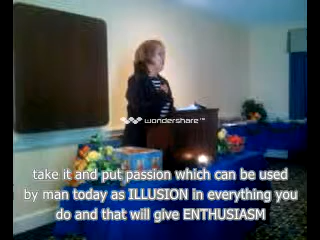 wondershare™
take it and put passion which can be used
by man today as ILLUSION in everything you
do and that will give ENTHUSIASM